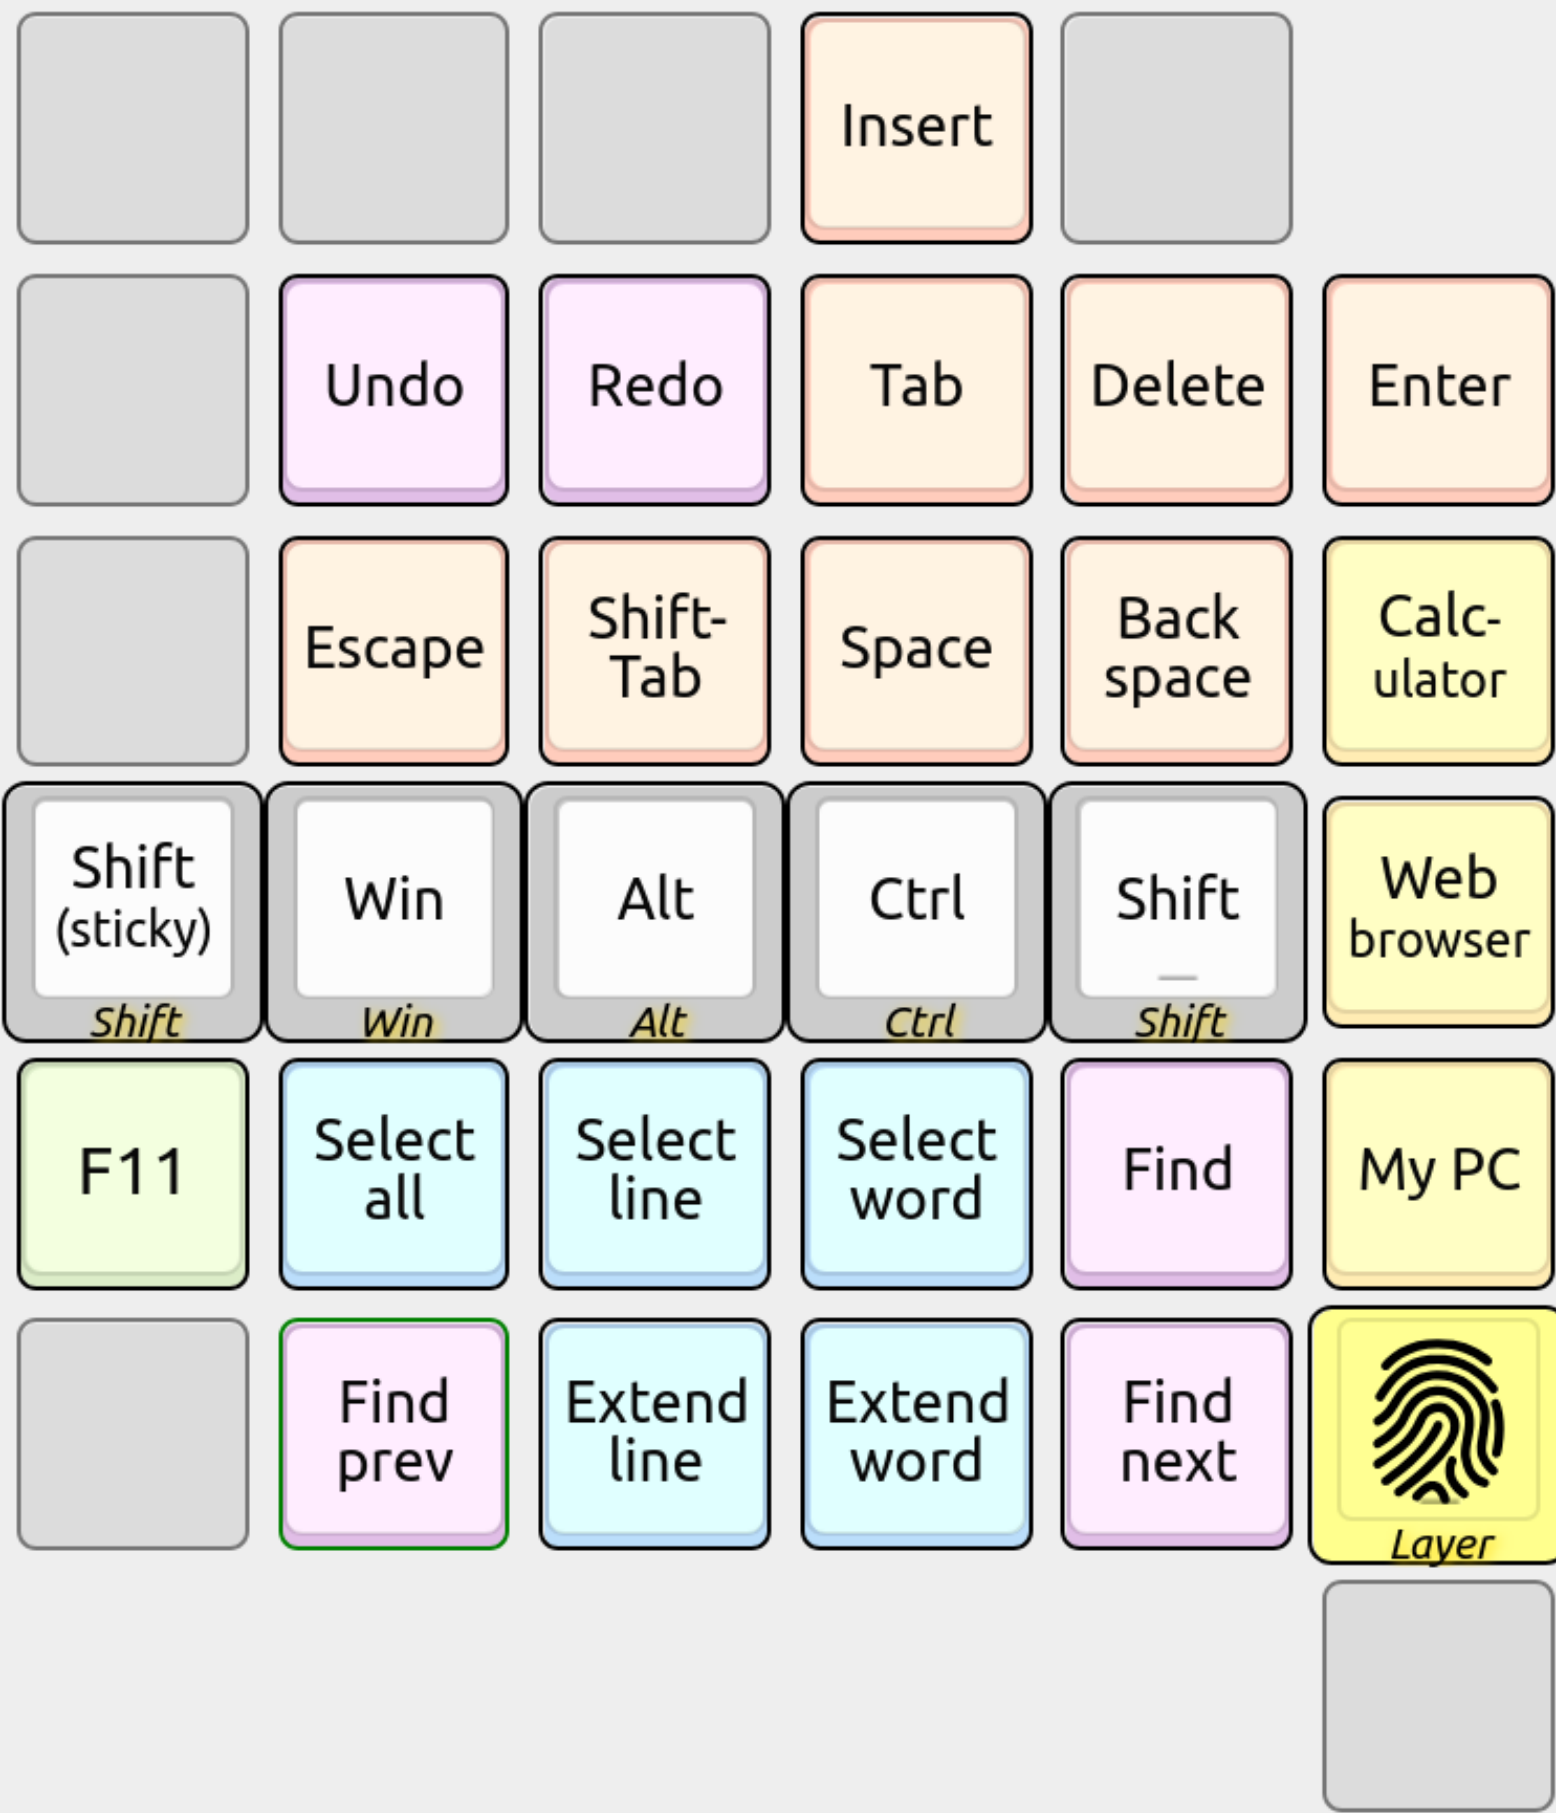 Insert
Undo
Redo
Tab
Delete
Enter
Escape
Shift-
Tab
Space
Back
space
Calc-
ulator
Shift
(sticky)
Shift
Win
Win
Alt
Alt
Ctrl
Ctrl
Shift
_
Shift
Web
browser
F11
Select
all
Select
line
Select
word
Find
My PC
Find
prev
Extend
line
Extend
word
Find
next
Layer